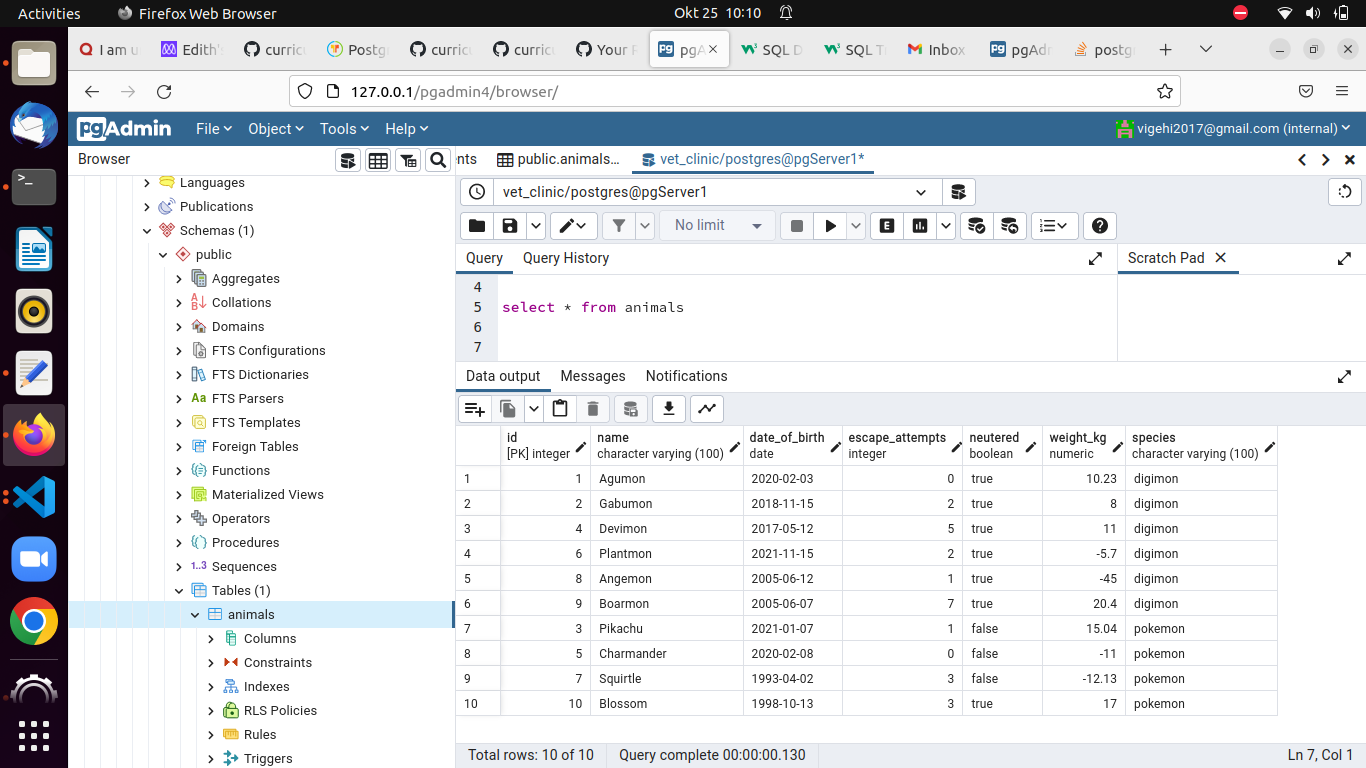 Activities Firefox Web Browser Okt 25 10:10
I am u Edith' curricu Postgr curricu curricu Your P pgA SQL D SQL T Inbox pgAdr postgr
127.0.0.1/pgadmin4/browser/
pgAdmin File Object Tools Help vigehi2017@gmail.com (internal)
Browser
ents public.animals... vet_clinic/postgres@pgServer1*
vet_clinic/postgres@pgServer1
No limit E
Query Query History Scratch Pad
4
5 select * from animals
6
7
Data output Messages Notifications
id name date_of_birth escape_attempts neutered weight_kg species
[PK] integer character varying (100) date integer boolean numeric character varying (100)
1 1 Agumon 2020-02-03 0 true 10.23 digimon
2 2 Gabumon 2018-11-15 2 true 8 digimon
3 4 Devimon 2017-05-12 5 true 11 digimon
4 6 Plantmon 2021-11-15 2 true -5.7 digimon
5 8 Angemon 2005-06-12 1 true -45 digimon
6 9 Boarmon 2005-06-07 7 true 20.4 digimon
7 3 Pikachu 2021-01-07 1 false 15.04 pokemon
8 5 Charmander 2020-02-08 0 false -11 pokemon
9 7 Squirtle 1993-04-02 3 false -12.13 pokemon
10 10 Blossom 1998-10-13 3 true 17 pokemon
Total rows: 10 of 10 Query complete 00:00:00.130 Ln 7, Col 1
Languages
Publications
Schemas (1)
public
Aggregates
Collations
Domains
FTS Configurations
FTS Dictionaries
Aa FTS Parsers
FTS Templates
Foreign Tables
Functions
Materialized Views
Operators
Procedures
1..3 Sequences
Tables (1)
animals
Columns
Constraints
Indexes
RLS Policies
Rules
Triggers